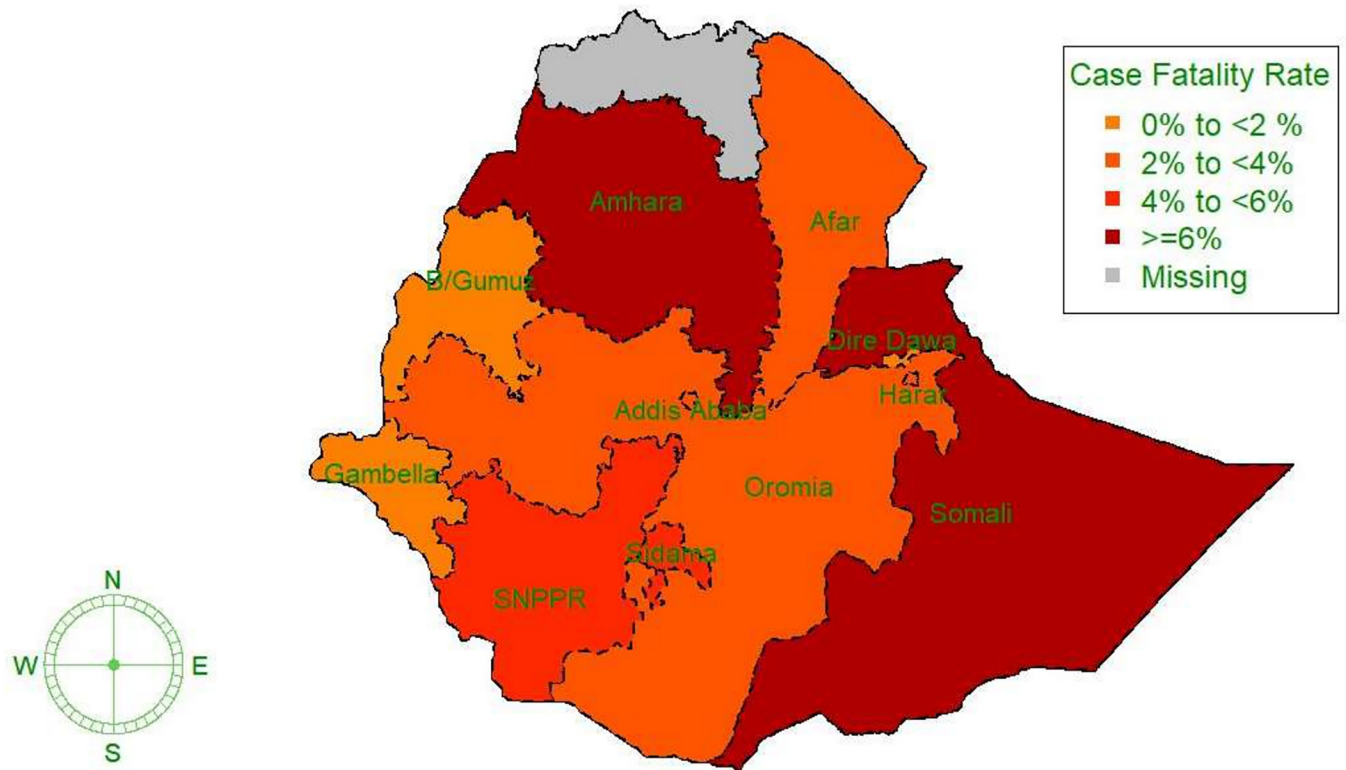 Case Fatality Rate
0% to <2 %
2% to <4%
4% to <6%
>=6%
Missing
Amhara
Afar
B/Gumuz
Dire Dawa
Harar
Addis Ababa
Gambella
Oromia
Somali
Sidama
SNPPR
N
W
E
S